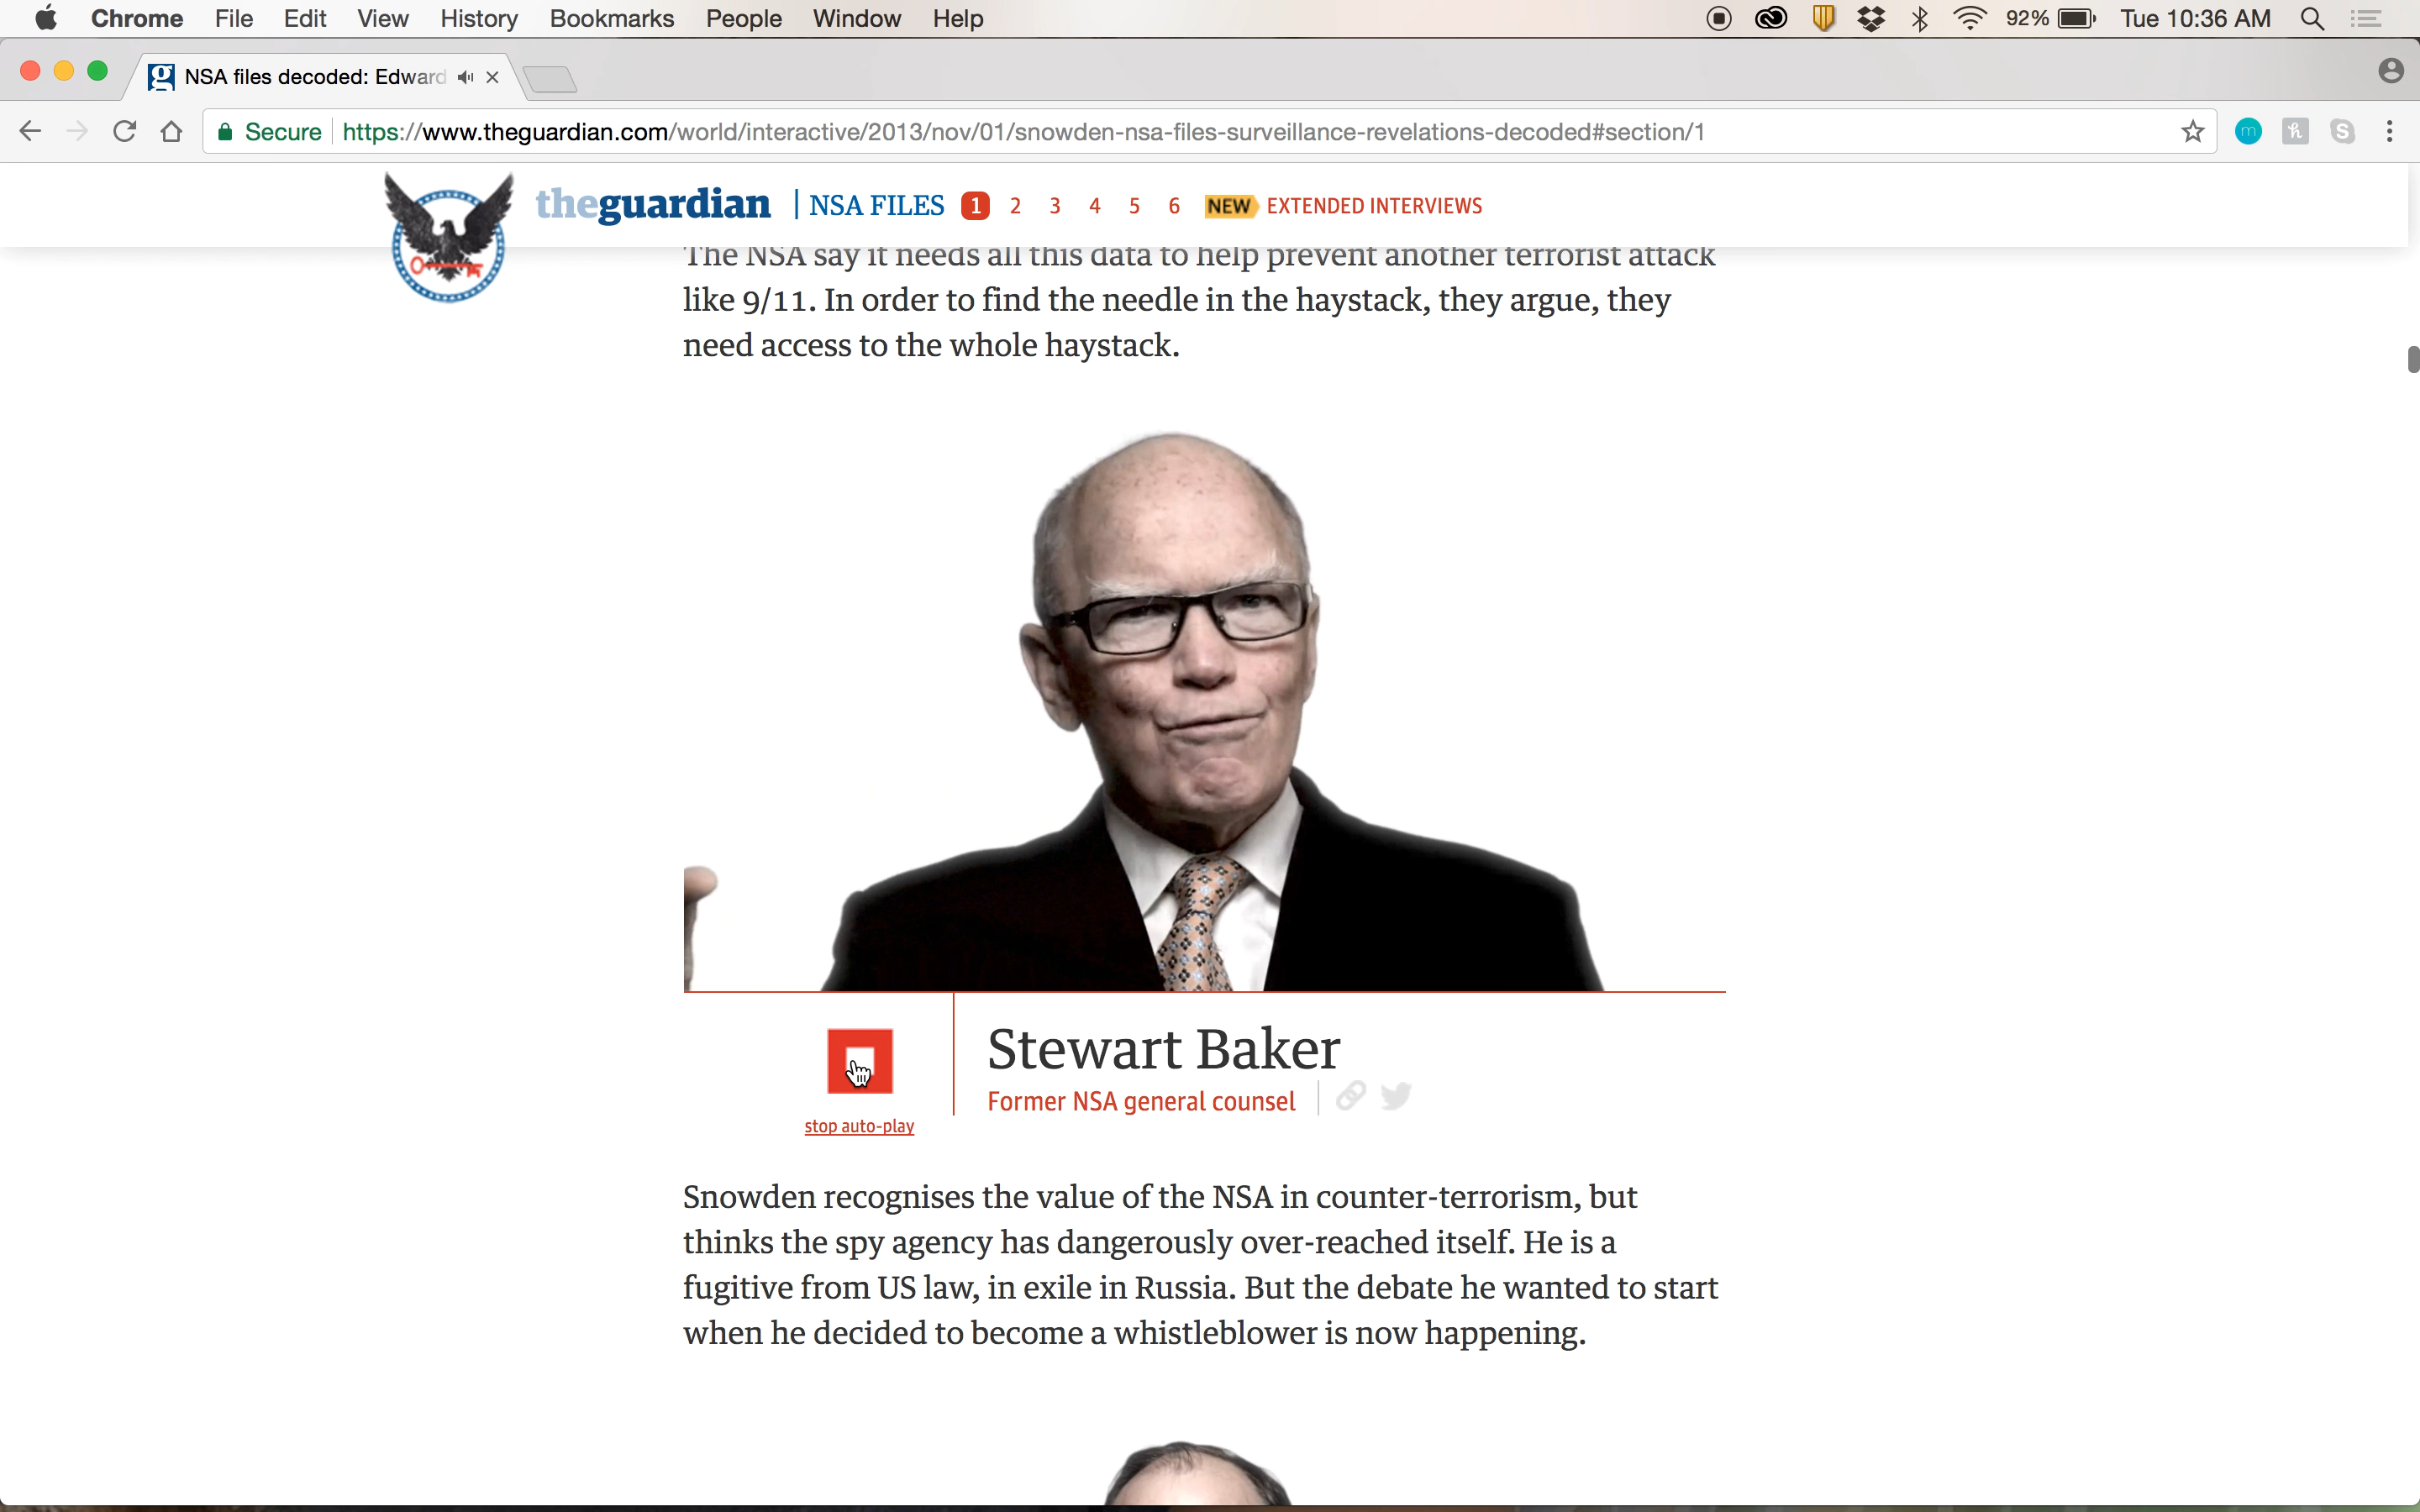 Chrome File Edit View History Bookmarks People Window Help 92% Tue 10:36 AM
NSA files decoded: Edward
Secure https://www.theguardian.com/world/interactive/2013/nov/01/snowden-nsa-files-surveillance-revelations-decoded#section/1
theguardian NSA FILES 1 2 3 4 5 6 NEW EXTENDED INTERVIEWS
The NSA say it needs all this data to help prevent another terrorist attack
like 9/11. In order to find the needle in the haystack, they argue, they
need access to the whole haystack.
Stewart Baker
Former NSA general counsel
stop auto-play
Snowden recognises the value of the NSA in counter-terrorism, but
thinks the spy agency has dangerously over-reached itself. He is a
fugitive from US law, in exile in Russia. But the debate he wanted to start
when he decided to become a whistleblower is now happening.